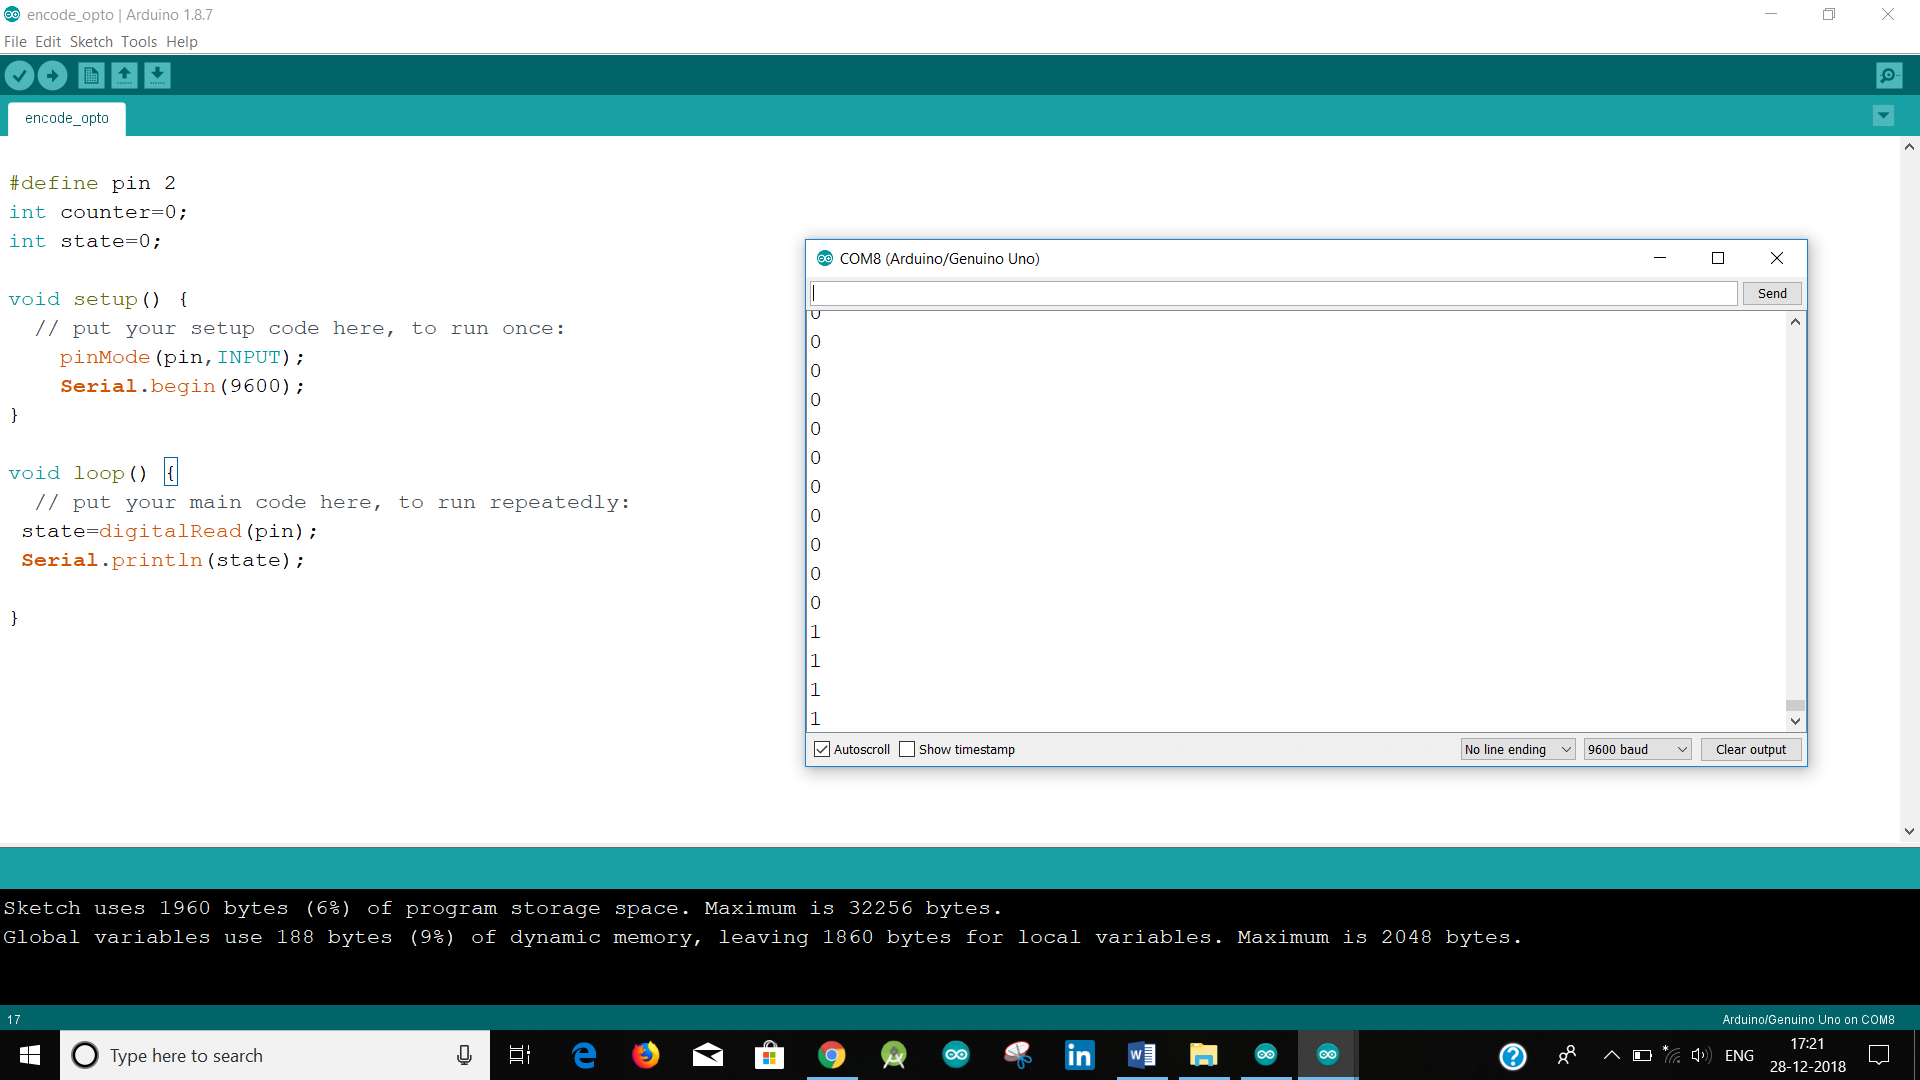 encode_opto | Arduino 1.8.7
File Edit Sketch Tools Help
encode_opto
#define pin 2
int counter=0;
int state=0;
void setup() {
// put your setup code here, to run once:
pinMode(pin,INPUT);
Serial.begin(9600);
}
void loop() {
// put your main code here, to run repeatedly:
state=digitalRead(pin);
Serial.println(state);
}
COM8 (Arduino/Genuino Uno)
Send
0
0
0
0
0
0
0
0
0
0
0
1
1
1
1
Autoscroll Show timestamp No line ending 9600 baud Clear output
Sketch uses 1960 bytes (6%) of program storage space. Maximum is 32256 bytes.
Global variables use 188 bytes (9%) of dynamic memory, leaving 1860 bytes for local variables. Maximum is 2048 bytes.
17 Arduino/Genuino Uno on COM8
Type here to search ENG 17:21
28-12-2018